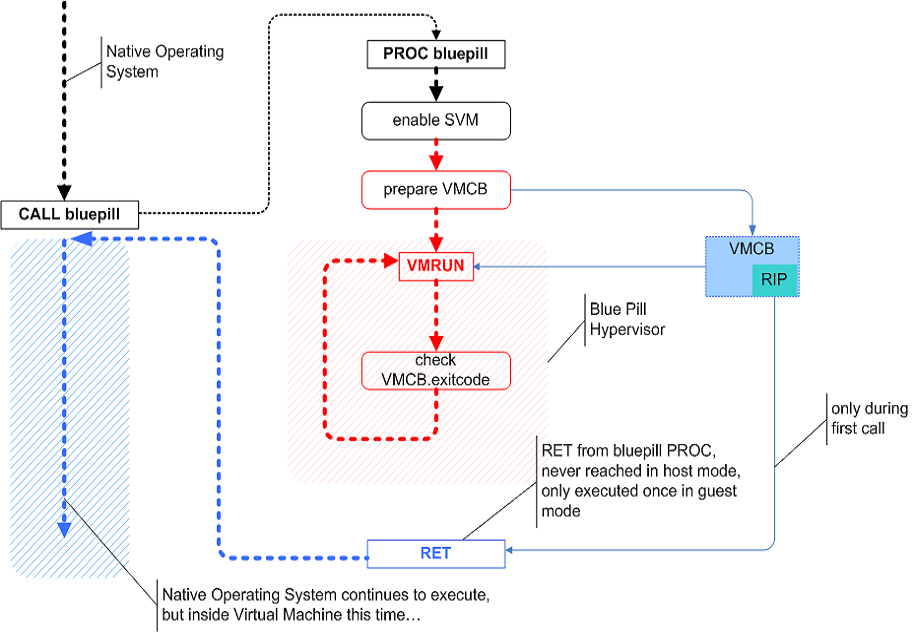 Native Operating
System
PROC bluepill
enable SVM
prepare VMCB
CALL bluepill
VMCB
RIP
VMRUN
Blue Pill
Hypervisor
check
VMCB.exitcode
only during
first call
RET from bluepill PROC,
never reached in host mode,
only executed once in guest
mode
RET
Native Operating System continues to execute,
but inside Virtual Machine this time…